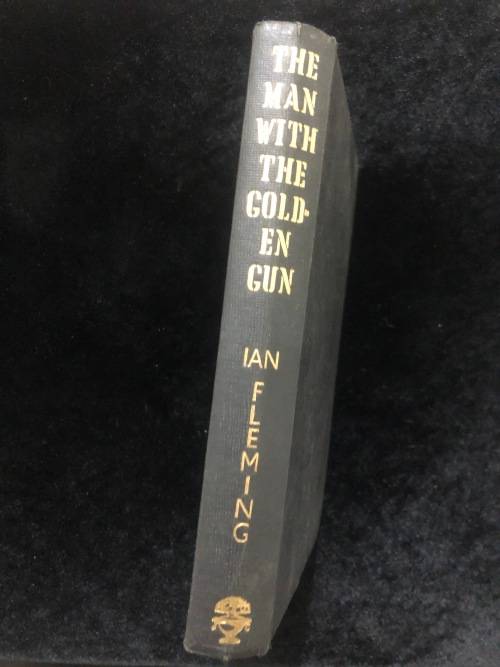 THE
MAN
WITH
THE
GOLD-
EN
GUN
IAN
FLEMING